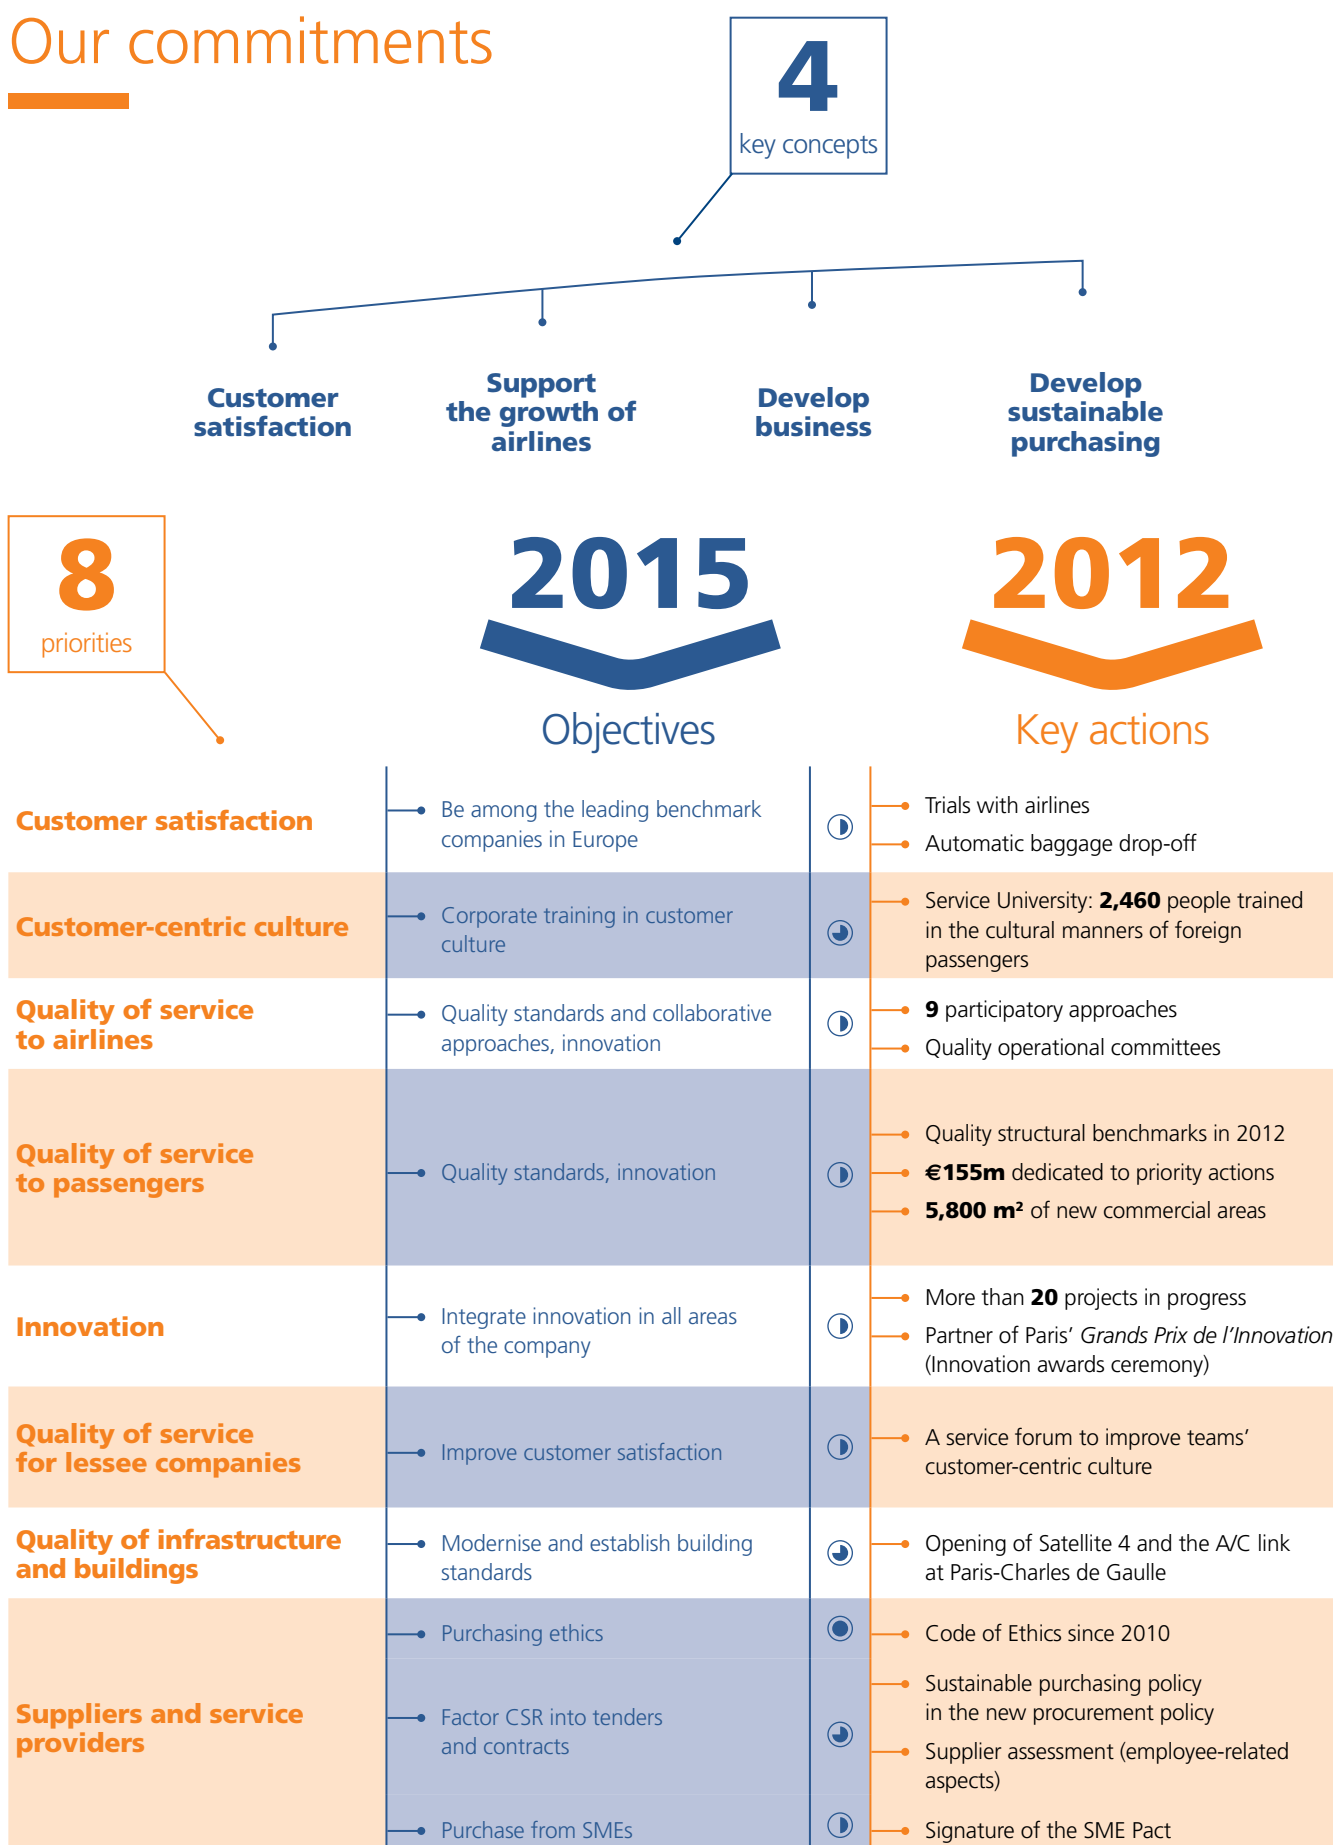 Our commitments
4
key concepts
Customer
satisfaction
Support
the growth of
airlines
Develop
business
Develop
sustainable
purchasing
8
priorities
2015
Objectives
2012
Key actions
Customer satisfaction
Be among the leading benchmark
companies in Europe
Trials with airlines
Automatic baggage drop-off
Customer-centric culture
Corporate training in customer
culture
Service University: 2,460 people trained
in the cultural manners of foreign
passengers
Quality of service
to airlines
Quality standards and collaborative
approaches, innovation
9 participatory approaches
Quality operational committees
Quality of service
to passengers
Quality standards, innovation
Quality structural benchmarks in 2012
€155m dedicated to priority actions
5,800 m² of new commercial areas
Innovation
Integrate innovation in all areas
of the company
More than 20 projects in progress
Partner of Paris’ Grands Prix de l’Innovation
(Innovation awards ceremony)
Quality of service
for lessee companies
Improve customer satisfaction
A service forum to improve teams’
customer-centric culture
Quality of infrastructure
and buildings
Modernise and establish building
standards
Opening of Satellite 4 and the A/C link
at Paris-Charles de Gaulle
Suppliers and service
providers
Purchasing ethics
Code of Ethics since 2010
Factor CSR into tenders
and contracts
Sustainable purchasing policy
in the new procurement policy
Supplier assessment (employee-related
aspects)
Purchase from SMEs
Signature of the SME Pact